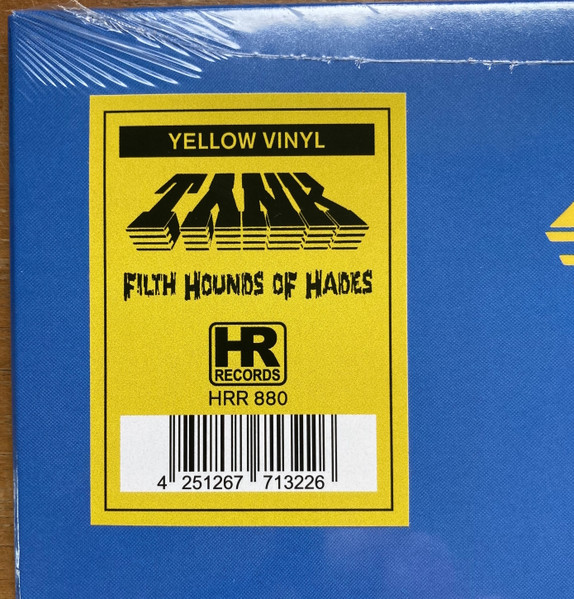 YELLOW VINYL
TANK
FILTH HOUNDS OF HADES
HR
RECORDS
HRR 880
4 251267 713226